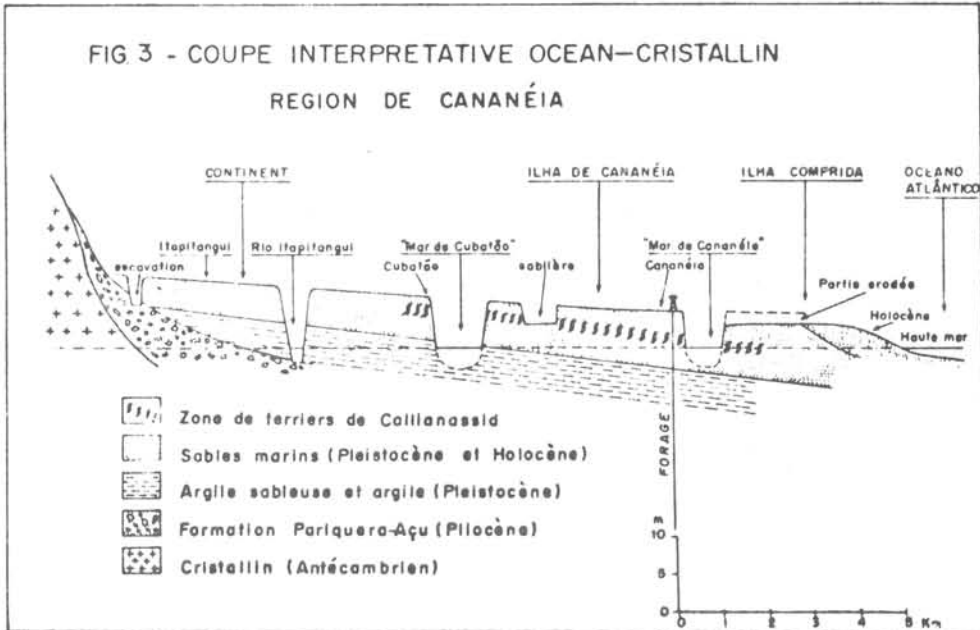 FIG. 3 - COUPE INTERPRETATIVE OCEAN-CRISTALLIN
REGION DE CANANÉIA
CONTINENT
ILHA DE CANANÉIA
ILHA COMPRIDA
OCEANO
ATLÂNTICO
Itapitangui
Rio Itapitangui
"Mar de Cubatão"
"Mar de Cananéia"
excavation
Cubatão
sablière
Cananéia
Partie erodée
Holocène
Haute mer
Zone de terriers de Callianassid
Sables marins (Pleistocène et Holocène)
Argile sableuse et argile (Pleistocène)
Formation Pariquera-Açu (Pliocène)
Cristallin (Antécambrien)
FORAGE
m
10
5
0
0 1 2 3 4 5 Km